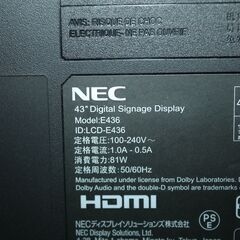 AVIS: RISQUE DE CHOC
ELECTRIQUE- NE PAS OUVRIR
NEC
43" Digital Signage Display
Model:E436
ID:LCD-E436
定格電圧:100-240V~
定格電流:1.0A - 0.5A
消費電力:81W
周波数:50/60Hz
Manufactured under license from Dolby Laboratories.
Dolby Audio and the double-D symbol are trademarks
HDMI
PS
E
NECディスプレイソリューションズ株式会社
NEC Display Solutions, Ltd.